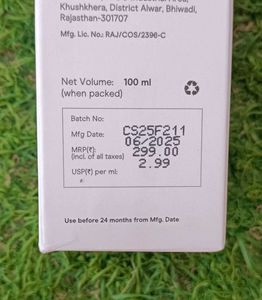 Khushkhera, District Alwar, Bhiwadi,
Rajasthan-301707
Mfg. Lic. No.: RAJ/COS/2396-C
Net Volume: 100 ml
(when packed)
Batch No: CS25F211
Mfg Date: 06/2025
MRP(₹): 299.00
(incl. of all taxes)
USP(₹) per ml: 2.99
Use before 24 months from Mfg. Date